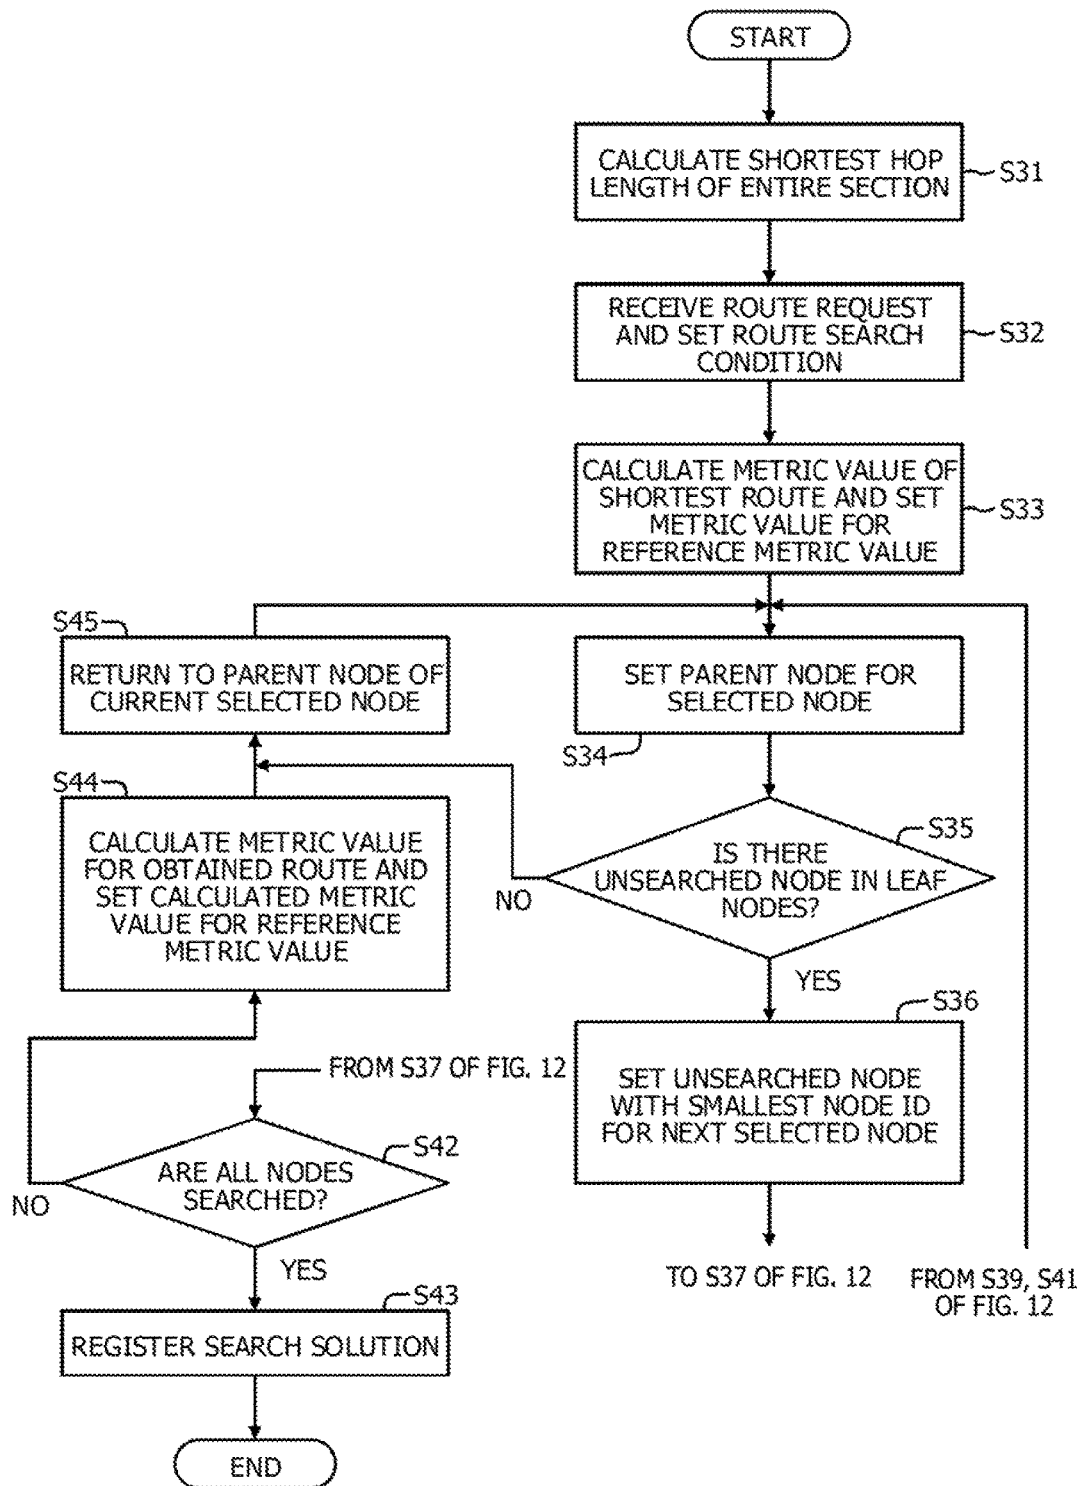 START
CALCULATE SHORTEST HOP
LENGTH OF ENTIRE SECTION
S31
RECEIVE ROUTE REQUEST
AND SET ROUTE SEARCH
CONDITION
S32
CALCULATE METRIC VALUE OF
SHORTEST ROUTE AND SET
METRIC VALUE FOR
REFERENCE METRIC VALUE
S33
S45
RETURN TO PARENT NODE OF
CURRENT SELECTED NODE
SET PARENT NODE FOR
SELECTED NODE
S34
S44
CALCULATE METRIC VALUE
FOR OBTAINED ROUTE AND
SET CALCULATED METRIC
VALUE FOR REFERENCE
METRIC VALUE
S35
IS THERE
UNSEARCHED NODE IN LEAF
NODES?
NO
YES
S36
SET UNSEARCHED NODE
WITH SMALLEST NODE ID
FOR NEXT SELECTED NODE
FROM S37 OF FIG. 12
S42
ARE ALL NODES
SEARCHED?
NO
YES
TO S37 OF FIG. 12
FROM S39, S41
OF FIG. 12
S43
REGISTER SEARCH SOLUTION
END